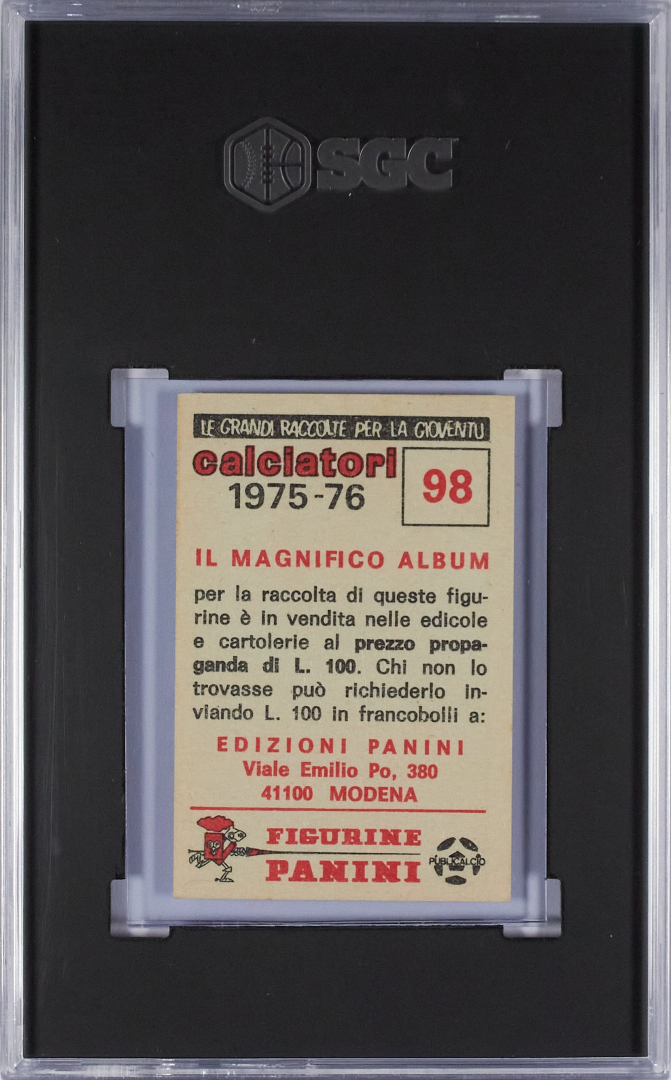 SGC
LE GRANDI RACCOLTE PER LA GIOVENTU
calciatori
1975-76
98
IL MAGNIFICO ALBUM
per la raccolta di queste figu-
rine è in vendita nelle edicole
e cartolerie al prezzo propa-
ganda di L. 100. Chi non lo
trovasse può richiederlo in-
viando L. 100 in francobolli a:
EDIZIONI PANINI
Viale Emilio Po, 380
41100 MODENA
FIGURINE
PANINI
PUBLICALCIO